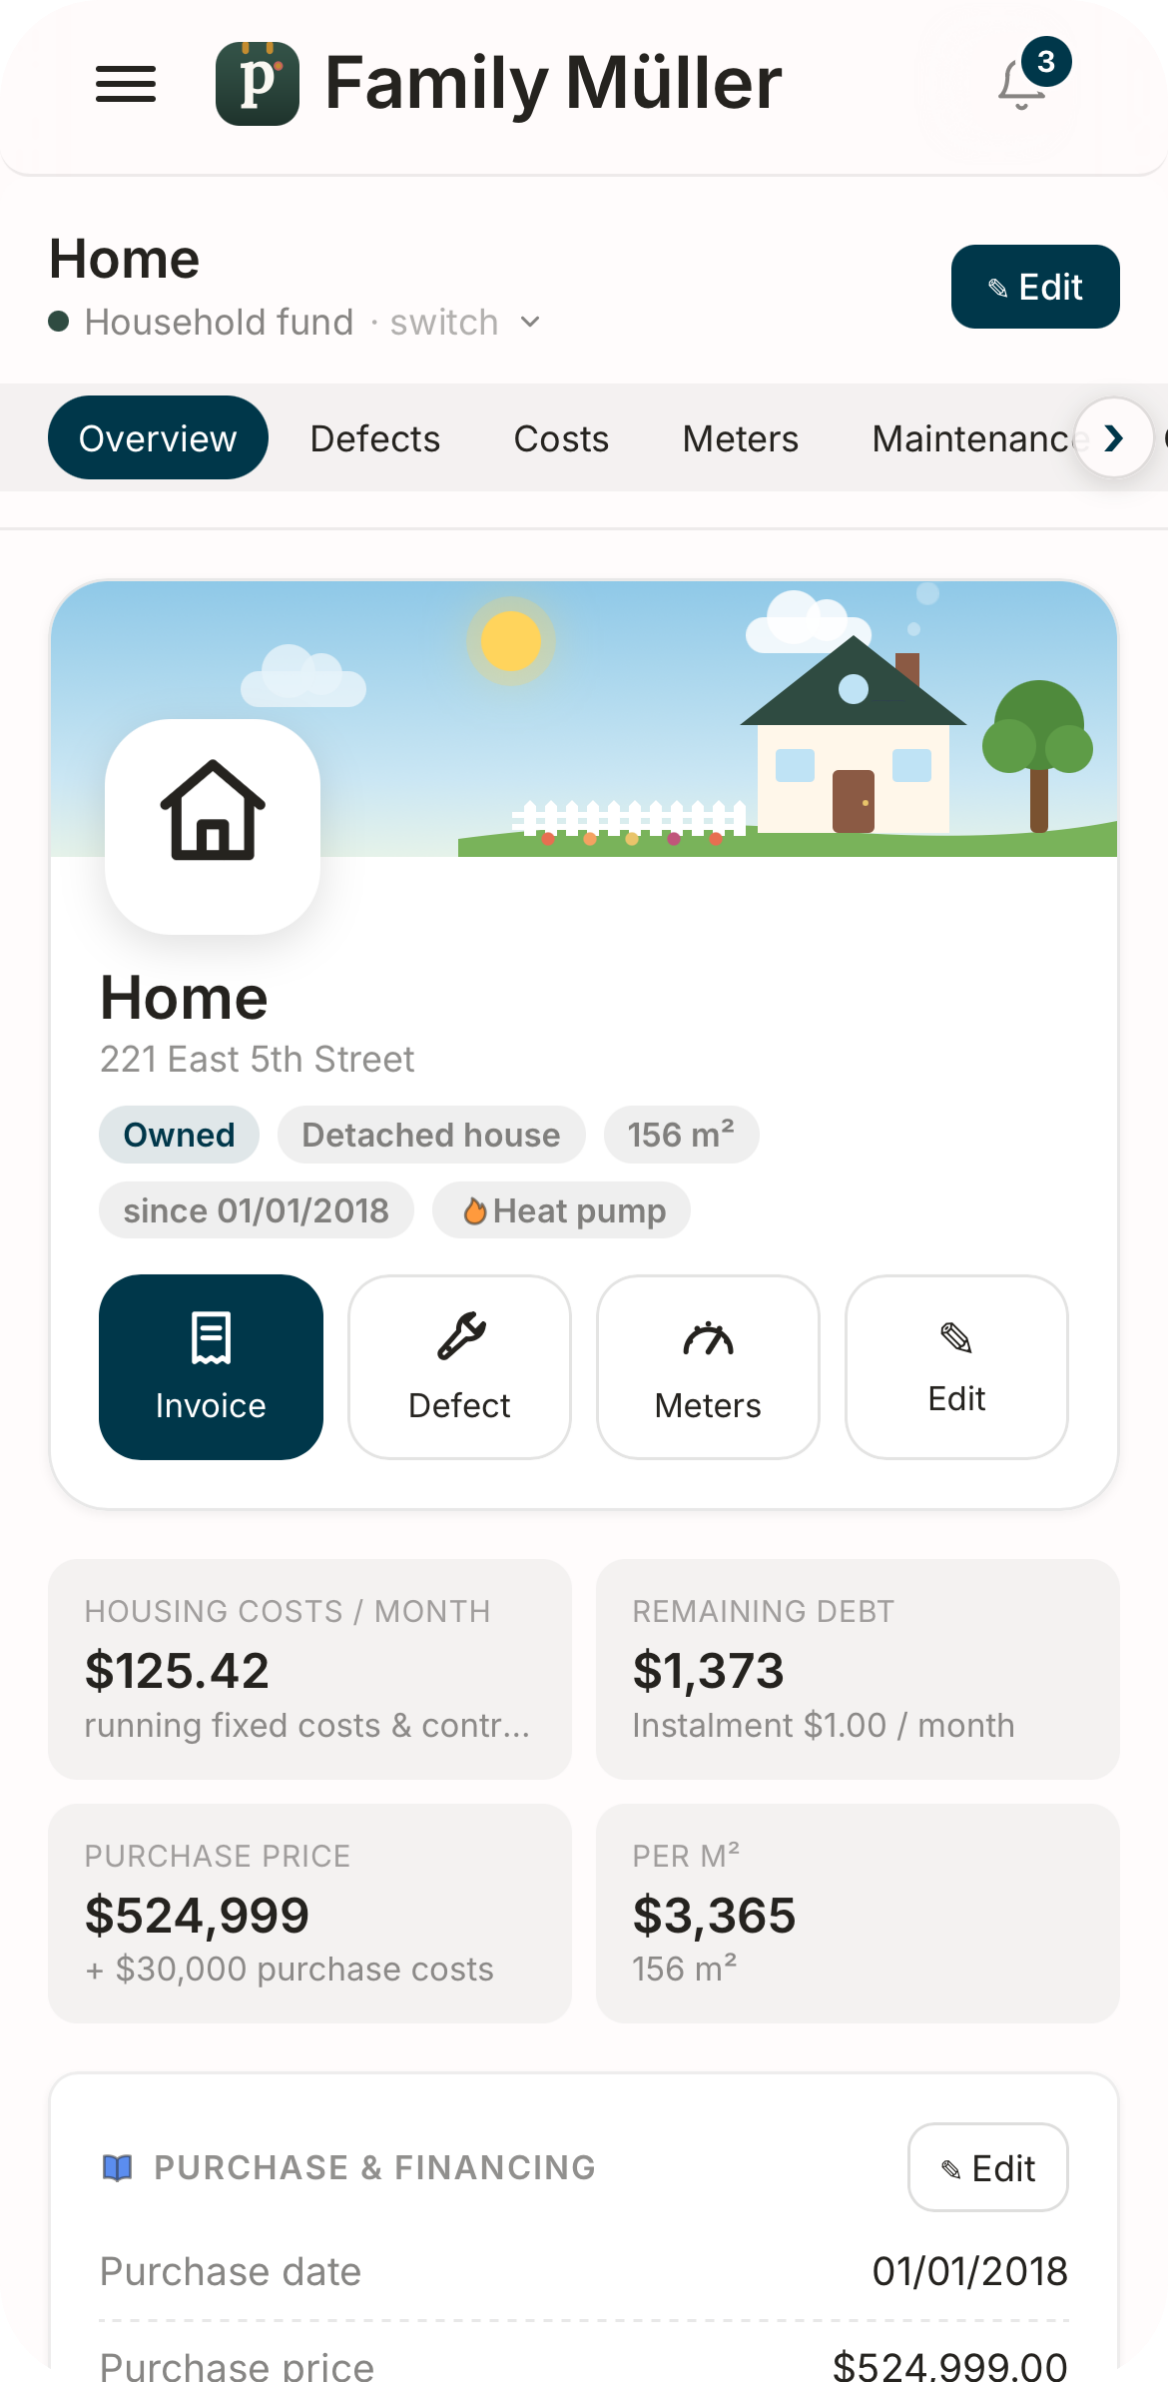 p Family Müller 3
Home
Household fund · switch
✎ Edit
Overview Defects Costs Meters Maintenance
Home
221 East 5th Street
Owned Detached house 156 m²
since 01/01/2018 Heat pump
Invoice Defect Meters Edit
HOUSING COSTS / MONTH
$125.42
running fixed costs & contr...
REMAINING DEBT
$1,373
Instalment $1.00 / month
PURCHASE PRICE
$524,999
+ $30,000 purchase costs
PER M²
$3,365
156 m²
PURCHASE & FINANCING
✎ Edit
Purchase date 01/01/2018
Purchase price $524,999.00